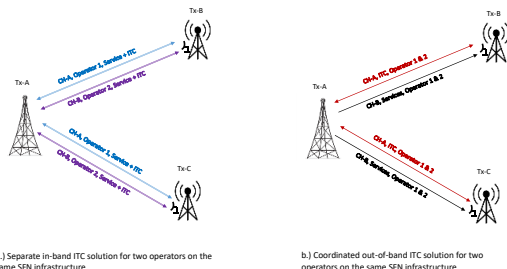 Tx-B
CH-A, Operator 1, Service + ITC
CH-B, Operator 2, Service + ITC
Tx-A
CH-A, Operator 1, Service + ITC
CH-B, Operator 2, Service + ITC
Tx-C
.) Separate in-band ITC solution for two operators on the
ame SFN infrastructure
Tx-B
CH-A, ITC, Operator 1 & 2
CH-B, Services, Operator 1 & 2
Tx-A
CH-A, ITC, Operator 1 & 2
CH-B, Services, Operator 1 & 2
Tx-C
b.) Coordinated out-of-band ITC solution for two
operators on the same SFN infrastructure